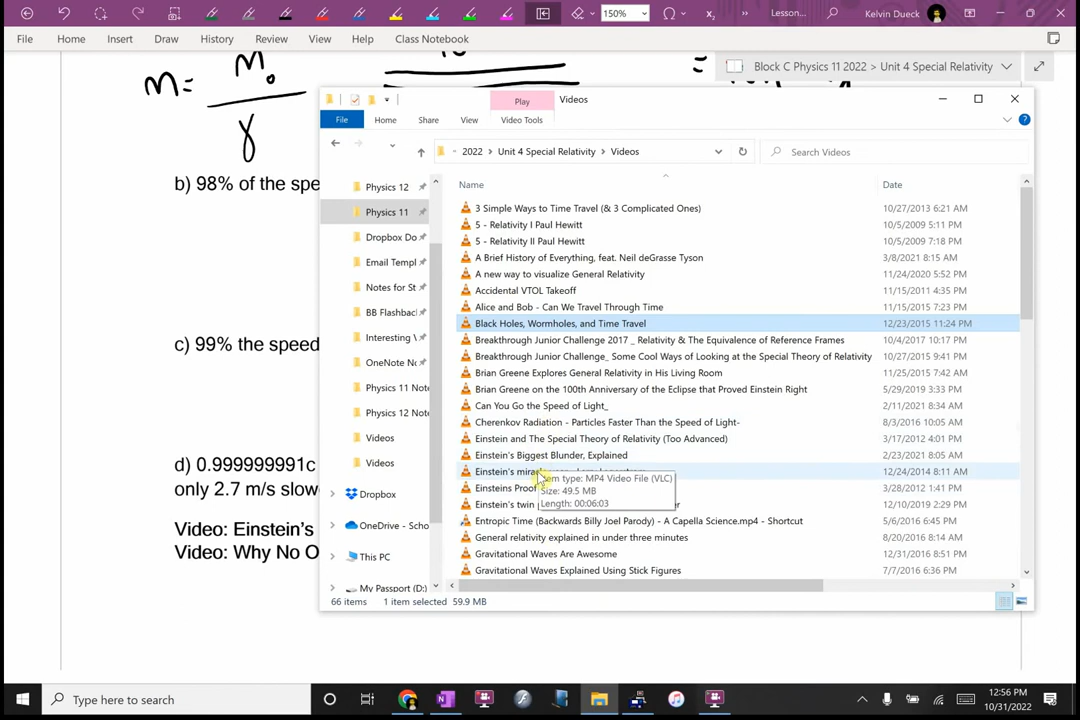 150%
Lesson...
Kelvin Dueck
File Home Insert Draw History Review View Help Class Notebook
Block C Physics 11 2022 > Unit 4 Special Relativity
m = m₀
γ
=
b) 98% of the spe
c) 99% the speed
d) 0.999999991c
only 2.7 m/s slow
Video: Einstein's
Video: Why No O
Play Videos
File Home Share View Video Tools
2022 > Unit 4 Special Relativity > Videos
Search Videos
Physics 12
Physics 11
Dropbox Do
Email Templ
Notes for St
BB Flashback
Interesting V
OneNote No
Physics 11 Note
Physics 12 Note
Videos
Videos
Dropbox
OneDrive - Scho
This PC
My Passport (D:)
Name Date
3 Simple Ways to Time Travel (& 3 Complicated Ones) 10/27/2013 6:21 AM
5 - Relativity I Paul Hewitt 10/5/2009 5:11 PM
5 - Relativity II Paul Hewitt 10/5/2009 7:18 PM
A Brief History of Everything, feat. Neil deGrasse Tyson 3/8/2021 8:15 AM
A new way to visualize General Relativity 11/24/2020 5:52 PM
Accidental VTOL Takeoff 11/15/2011 4:35 PM
Alice and Bob - Can We Travel Through Time 11/15/2015 7:23 PM
Black Holes, Wormholes, and Time Travel 12/23/2015 11:24 PM
Breakthrough Junior Challenge 2017 _ Relativity & The Equivalence of Reference Frames 10/4/2017 10:17 PM
Breakthrough Junior Challenge_ Some Cool Ways of Looking at the Special Theory of Relativity 10/27/2015 9:41 PM
Brian Greene Explores General Relativity in His Living Room 11/25/2015 7:42 AM
Brian Greene on the 100th Anniversary of the Eclipse that Proved Einstein Right 5/29/2019 3:33 PM
Can You Go the Speed of Light_ 2/11/2021 8:34 AM
Cherenkov Radiation - Particles Faster Than the Speed of Light- 8/3/2016 10:05 AM
Einstein and The Special Theory of Relativity (Too Advanced) 3/17/2012 4:01 PM
Einstein's Biggest Blunder, Explained 2/23/2021 8:05 AM
Einstein's 12/24/2014 8:11 AM
Einsteins Proof 3/28/2012 1:41 PM
Einstein's twin 12/10/2019 2:29 PM
Entropic Time (Backwards Billy Joel Parody) - A Capella Science.mp4 - Shortcut 5/6/2016 6:45 PM
General relativity explained in under three minutes 8/20/2016 8:14 AM
Gravitational Waves Are Awesome 12/31/2016 8:51 PM
Gravitational Waves Explained Using Stick Figures 7/7/2016 6:36 PM
Item type: MP4 Video File (VLC)
Size: 49.5 MB
Length: 00:06:03
66 items 1 item selected 59.9 MB
Type here to search
12:56 PM
10/31/2022